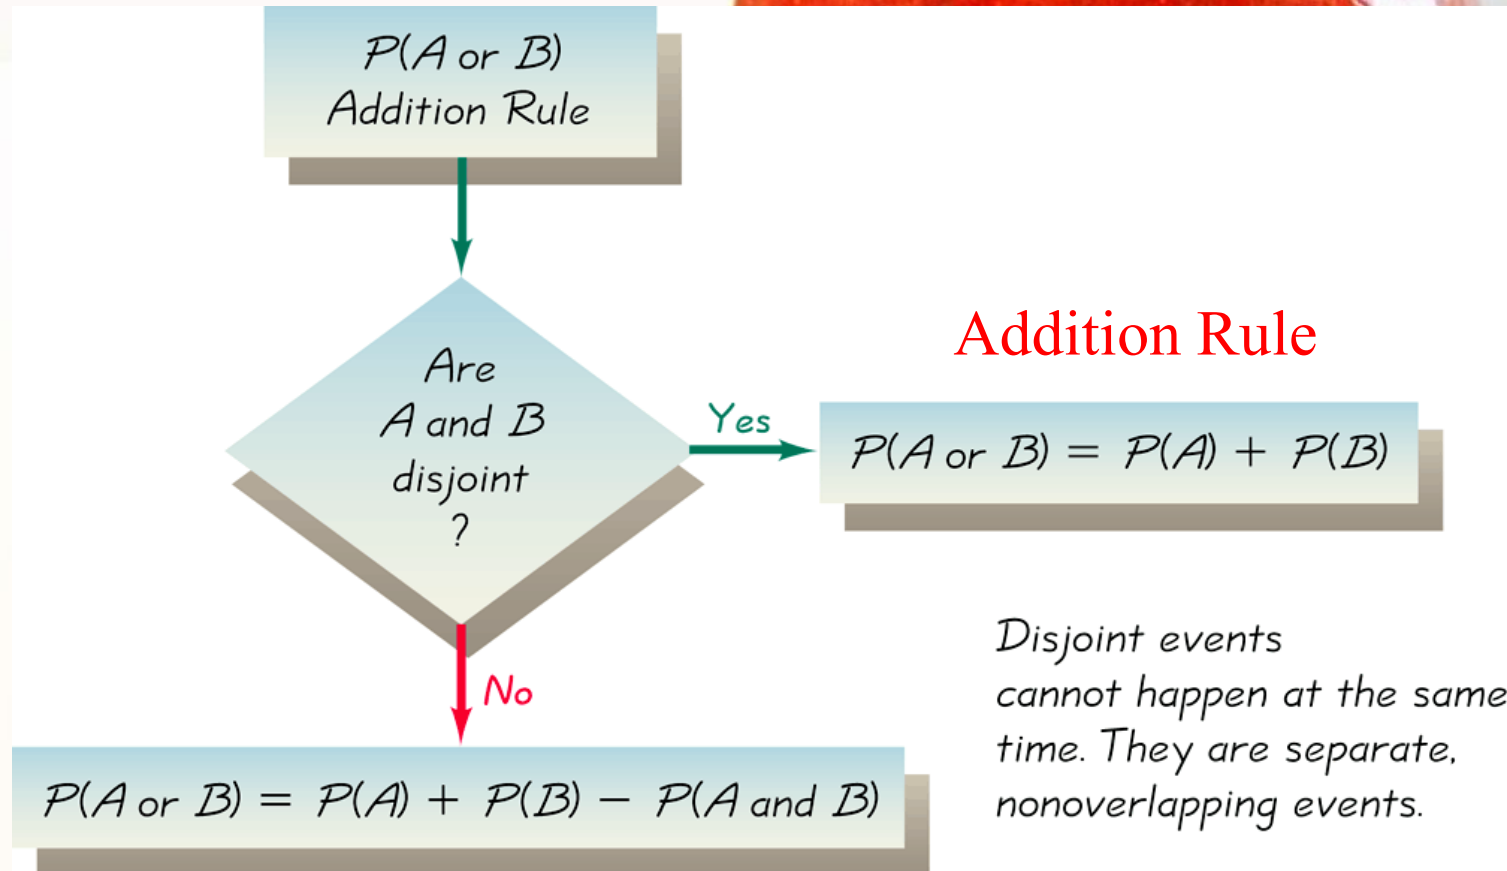 P(A or B)
Addition Rule
Are
A and B
disjoint
?
Yes
Addition Rule
P(A or B) = P(A) + P(B)
No
P(A or B) = P(A) + P(B) − P(A and B)
Disjoint events
cannot happen at the same
time. They are separate,
nonoverlapping events.